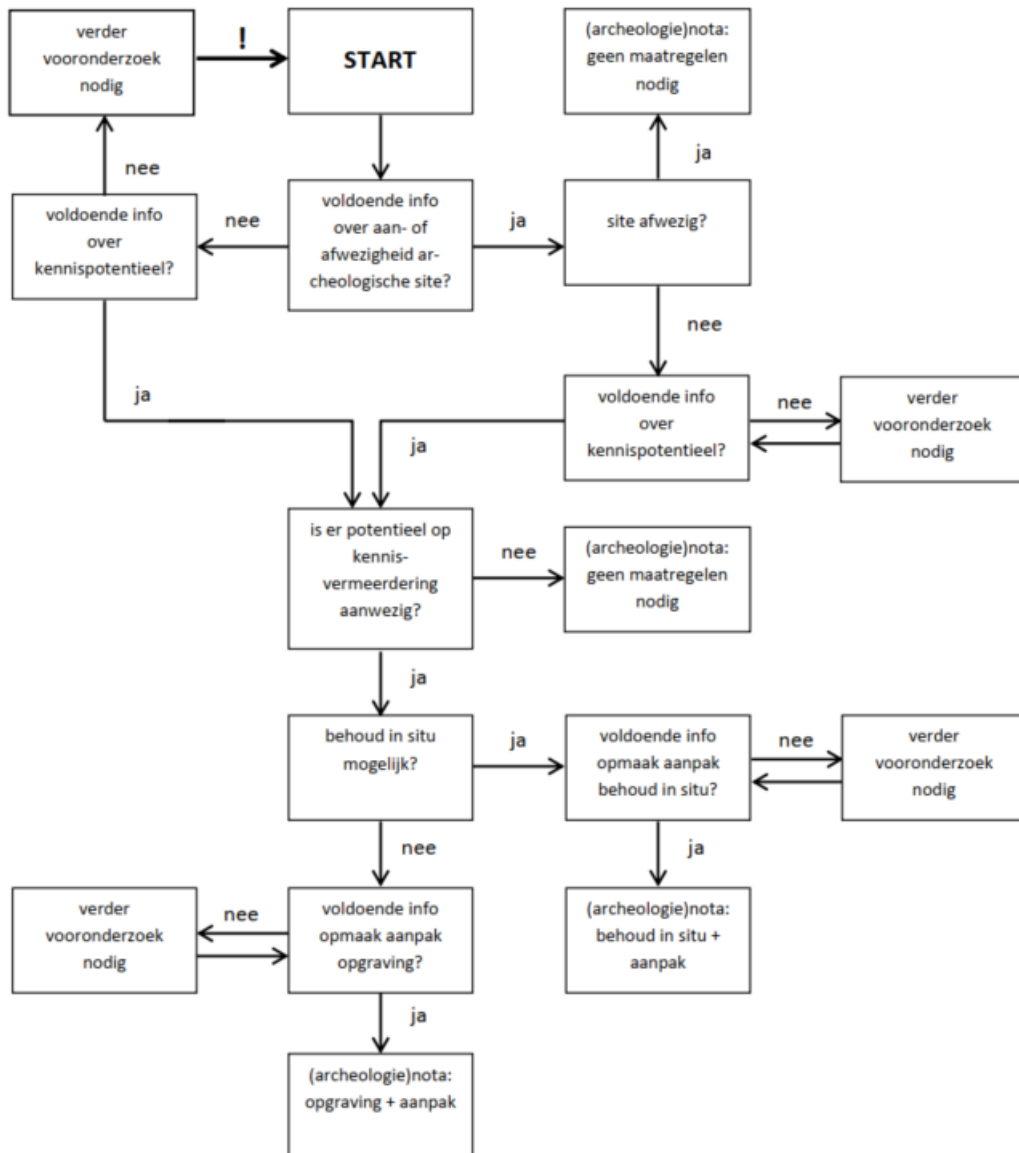 verder
vooronderzoek
nodig
!
START
(archeologie)nota:
geen maatregelen
nodig
nee
ja
voldoende info
over
kennispotentieel?
nee
voldoende info
over aan- of
afwezigheid ar-
cheologische site?
ja
site afwezig?
nee
ja
voldoende info
over
kennispotentieel?
nee
verder
vooronderzoek
nodig
ja
is er potentieel op
kennis-
vermeerdering
aanwezig?
nee
(archeologie)nota:
geen maatregelen
nodig
ja
behoud in situ
mogelijk?
ja
voldoende info
opmaak aanpak
behoud in situ?
nee
verder
vooronderzoek
nodig
nee
ja
verder
vooronderzoek
nodig
nee
voldoende info
opmaak aanpak
opgraving?
(archeologie)nota:
behoud in situ +
aanpak
ja
(archeologie)nota:
opgraving + aanpak